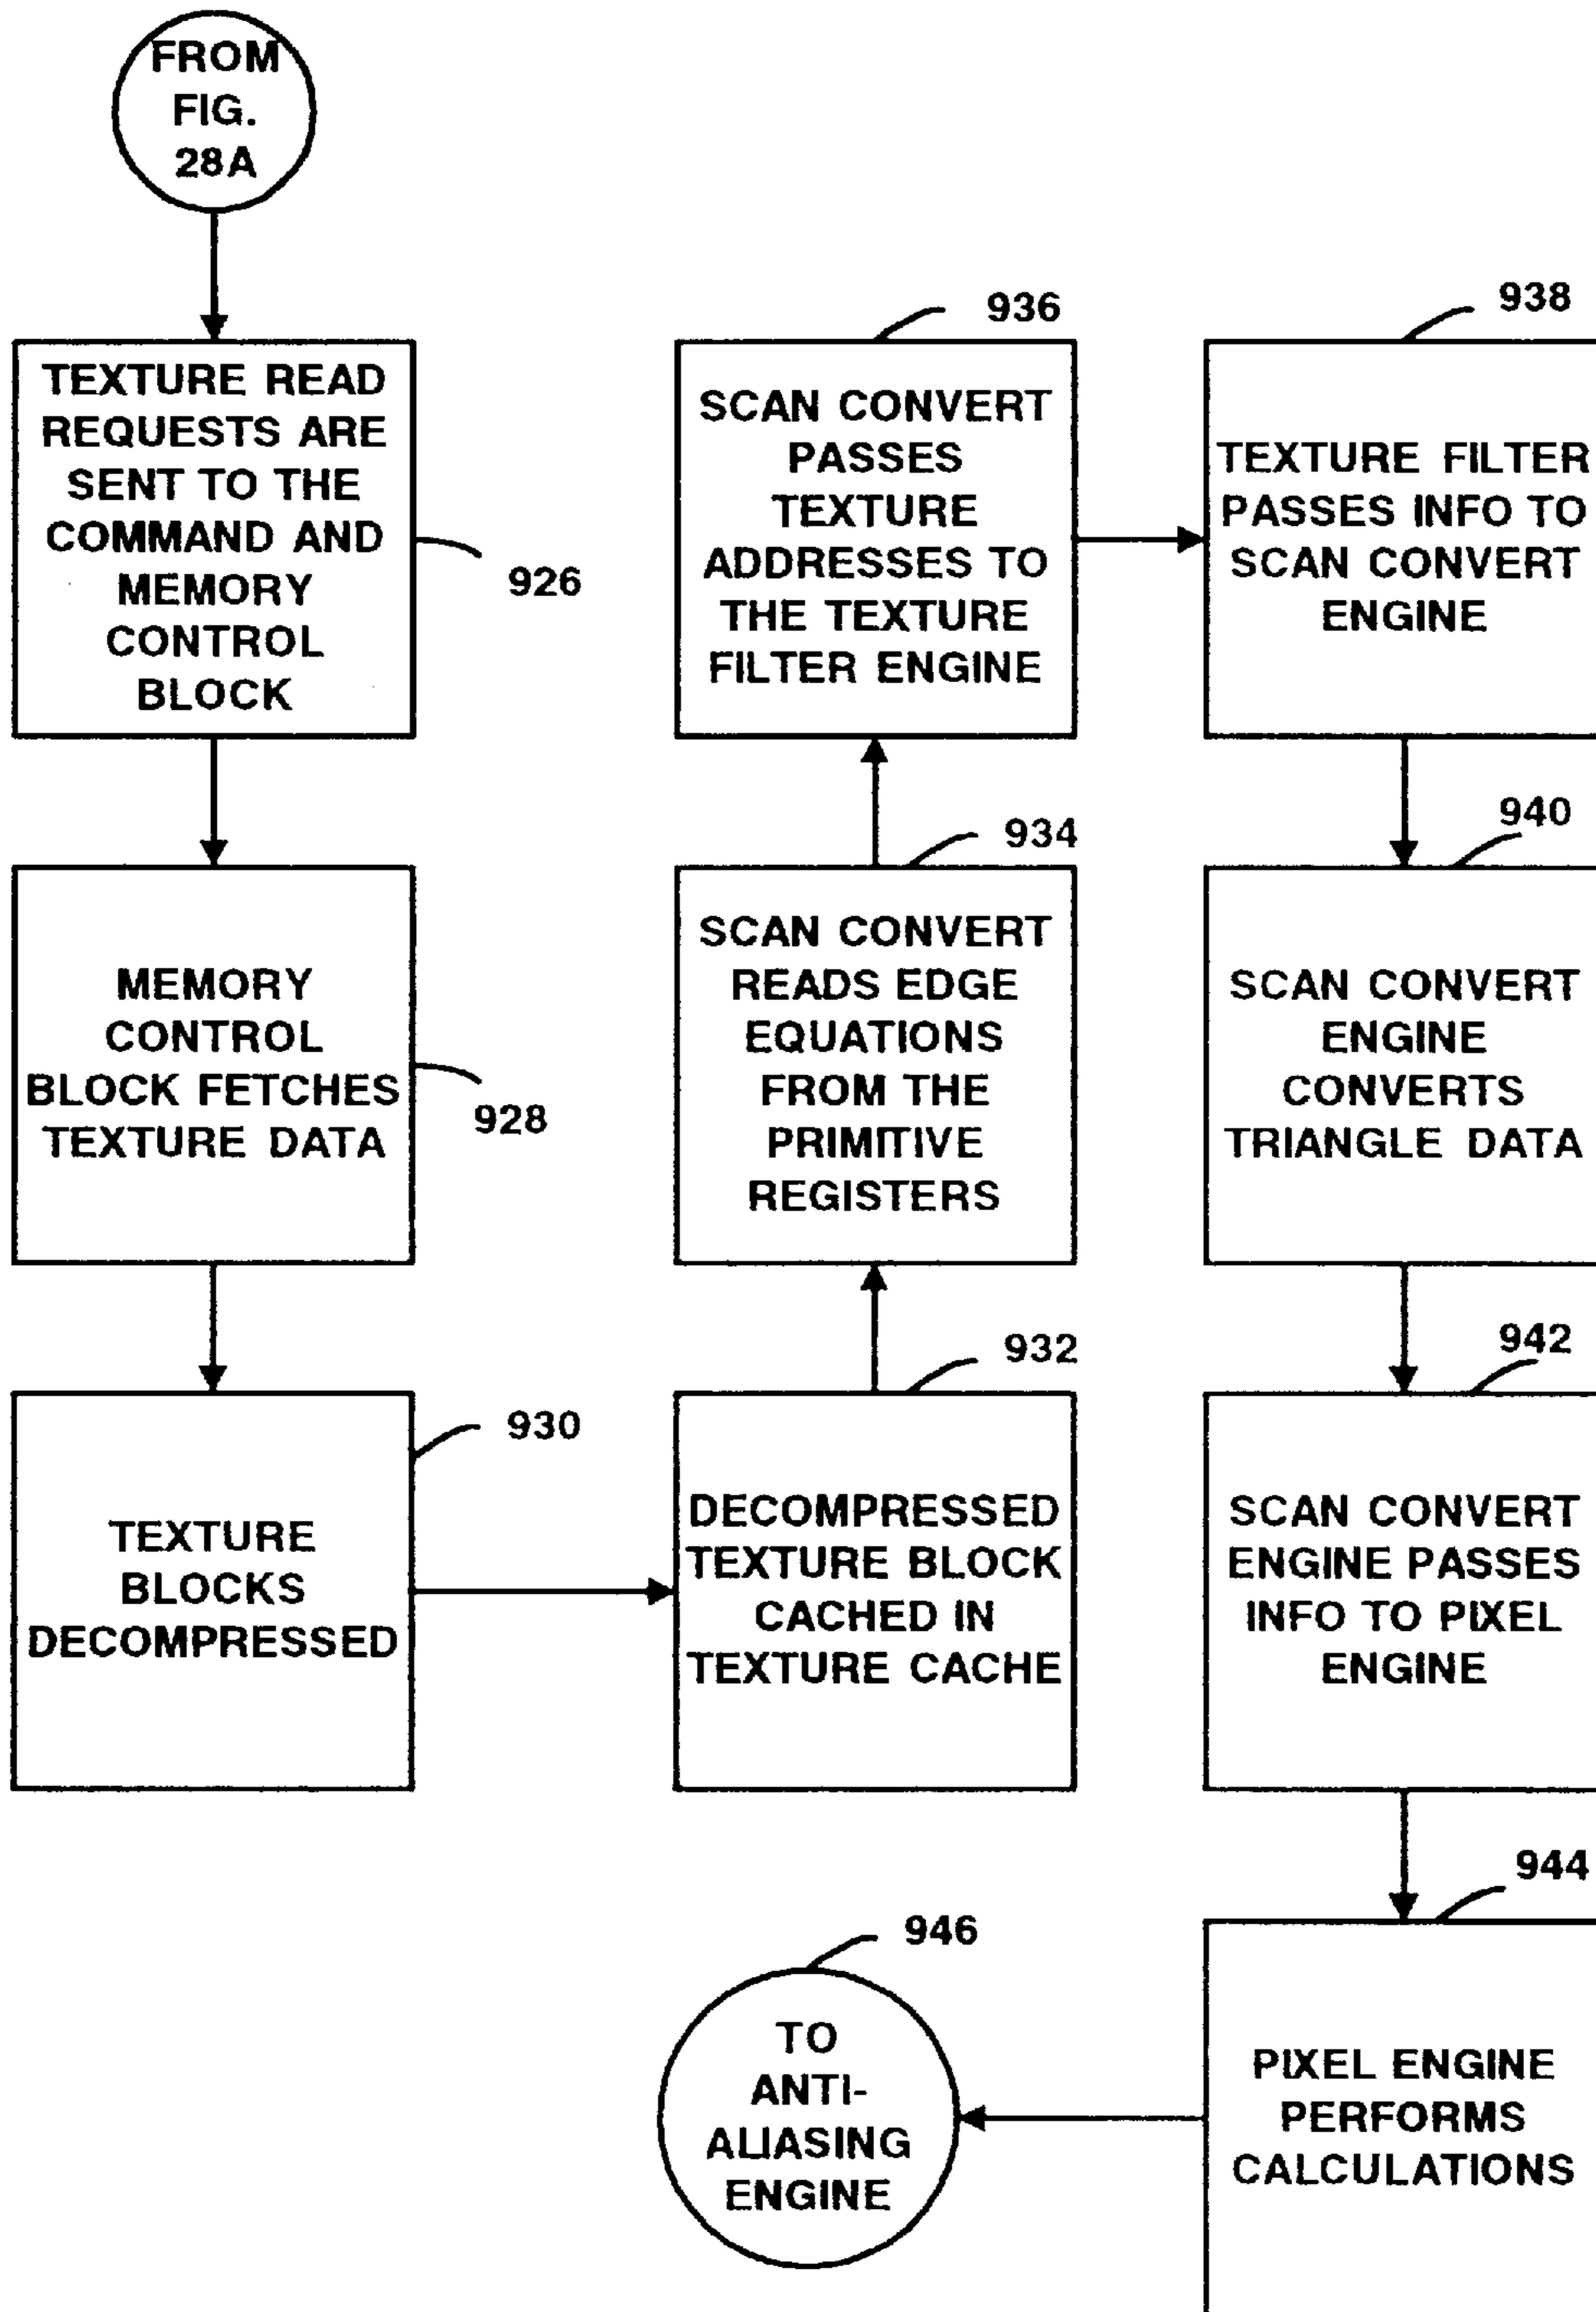 FROM
FIG.
28A
TEXTURE READ
REQUESTS ARE
SENT TO THE
COMMAND AND
MEMORY
CONTROL
BLOCK
926
MEMORY
CONTROL
BLOCK FETCHES
TEXTURE DATA
928
TEXTURE
BLOCKS
DECOMPRESSED
930
DECOMPRESSED
TEXTURE BLOCK
CACHED IN
TEXTURE CACHE
932
SCAN CONVERT
READS EDGE
EQUATIONS
FROM THE
PRIMITIVE
REGISTERS
934
SCAN CONVERT
PASSES
TEXTURE
ADDRESSES TO
THE TEXTURE
FILTER ENGINE
936
TEXTURE FILTER
PASSES INFO TO
SCAN CONVERT
ENGINE
938
SCAN CONVERT
ENGINE
CONVERTS
TRIANGLE DATA
940
SCAN CONVERT
ENGINE PASSES
INFO TO PIXEL
ENGINE
942
PIXEL ENGINE
PERFORMS
CALCULATIONS
944
TO
ANTI-
ALIASING
ENGINE
946